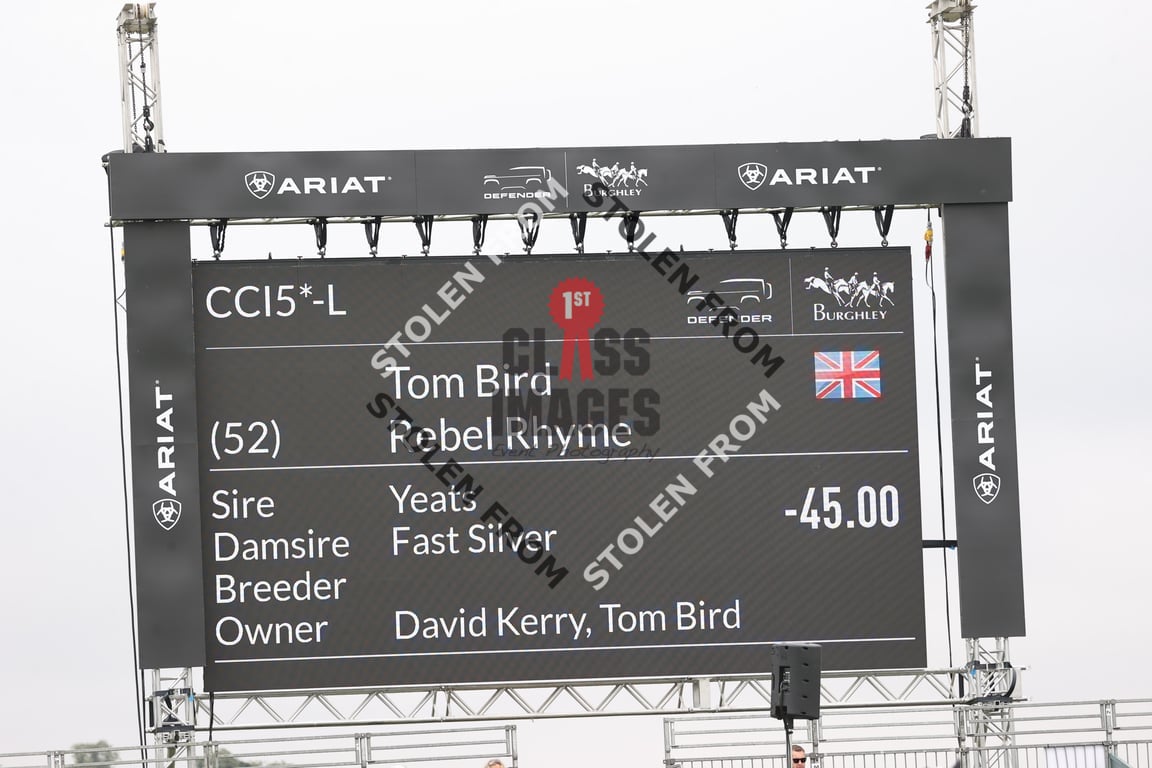 ARIAT
DEFENDER
BURGHLEY
ARIAT
CCI5*-L
DEFENDER
BURGHLEY
Tom Bird
(52) Rebel Rhyme
Sire Yeats -45.00
Damsire Fast Silver
Breeder
Owner David Kerry, Tom Bird
ARIAT
ARIAT
1ST
CLASS
IMAGES
Event Photography
STOLEN FROM
STOLEN FROM
STOLEN FROM
STOLEN FROM